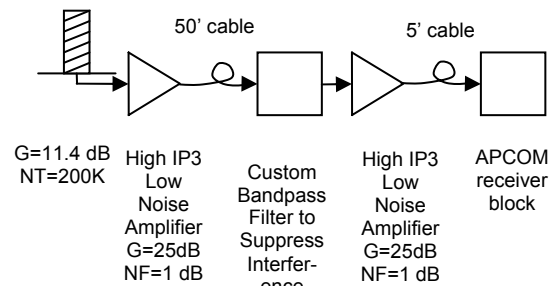 50' cable
5' cable
G=11.4 dB
NT=200K
High IP3
Low
Noise
Amplifier
G=25dB
NF=1 dB
Custom
Bandpass
Filter to
Suppress
Interfer-
ence
High IP3
Low
Noise
Amplifier
G=25dB
NF=1 dB
APCOM
receiver
block